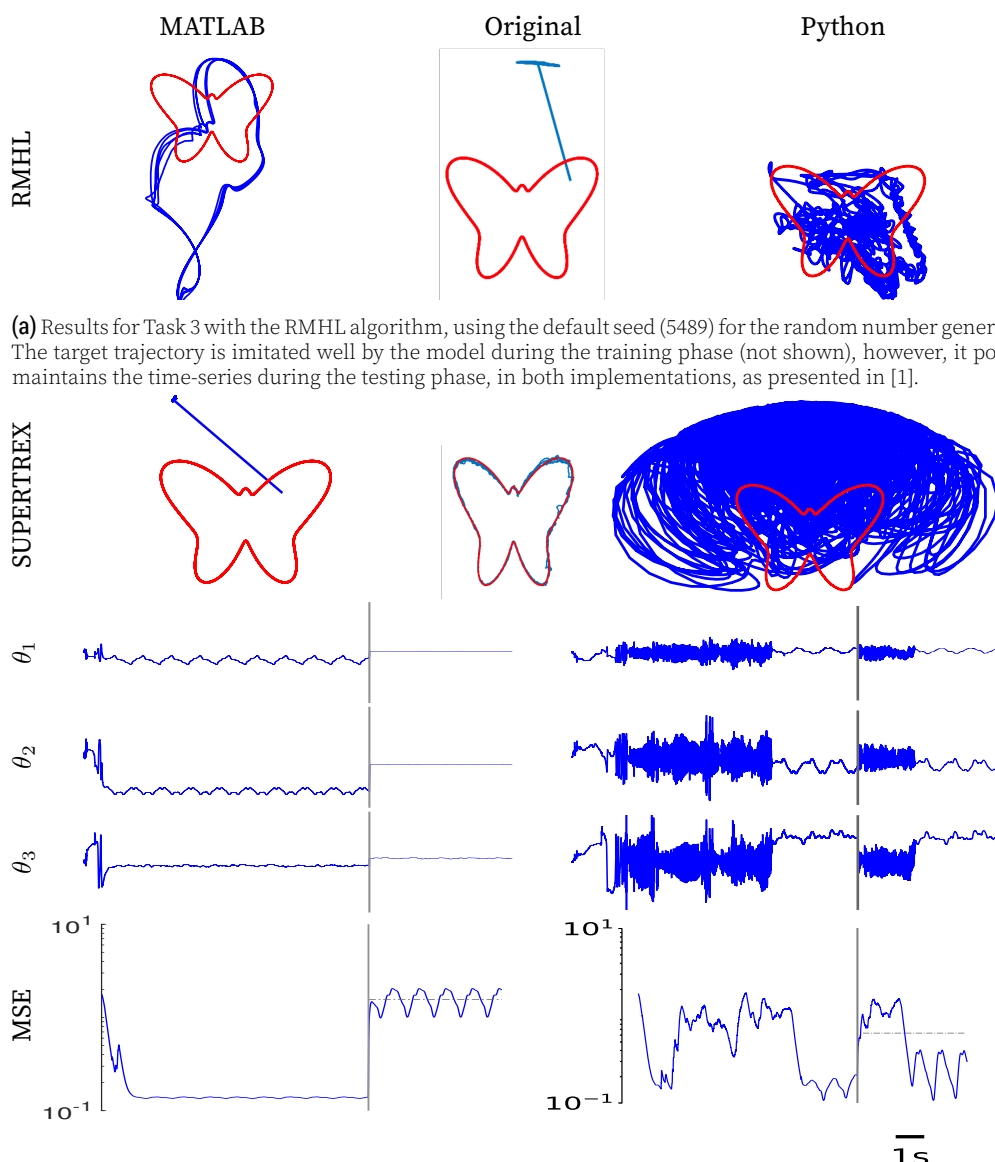 MATLAB Original Python
RMHL
(a) Results for Task 3 with the RMHL algorithm, using the default seed (5489) for the random number gener
The target trajectory is imitated well by the model during the training phase (not shown), however, it po
maintains the time-series during the testing phase, in both implementations, as presented in [1].
SUPERTREX
θ1
θ2
θ3
MSE
10^1
10^-1
10^1
10^-1
1s